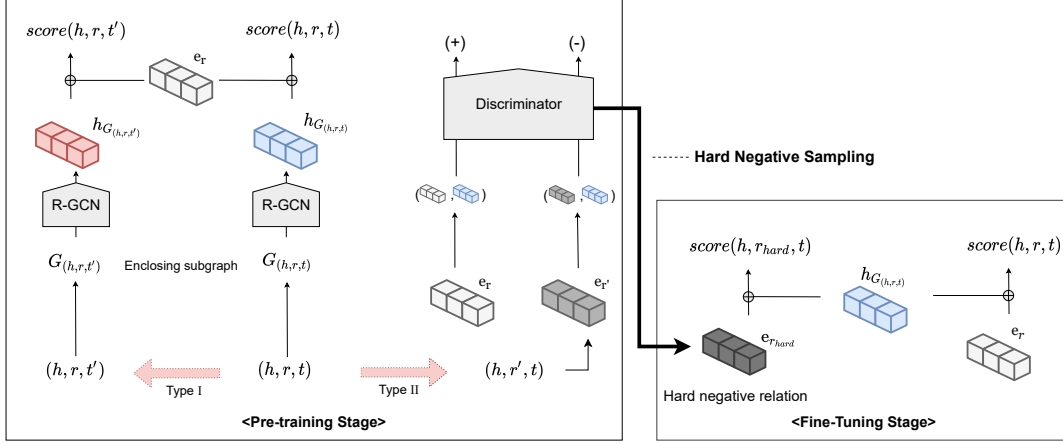 score(h, r, t')
score(h, r, t)
e_r
h_{G_{(h,r,t')}}
h_{G_{(h,r,t)}}
R-GCN
R-GCN
G_{(h,r,t')}
Enclosing subgraph
G_{(h,r,t)}
(h, r, t')
Type I
(h, r, t)
Type II
(h, r', t)
(+)
(-)
Discriminator
( , )
( , )
e_r
e_{r'}
<Pre-training Stage>
Hard Negative Sampling
score(h, r_{hard}, t)
score(h, r, t)
h_{G_{(h,r,t)}}
e_{r_{hard}}
e_r
Hard negative relation
<Fine-Tuning Stage>